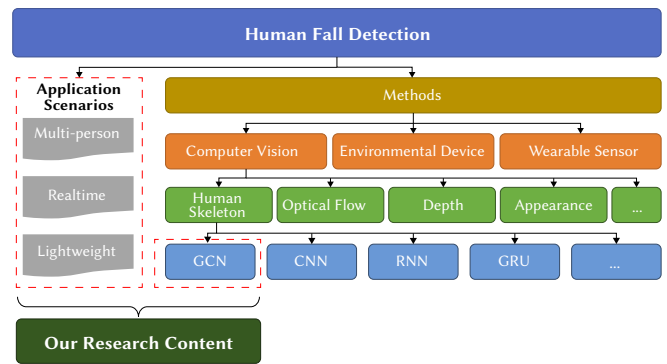 Human Fall Detection
Application
Scenarios
Multi-person
Realtime
Lightweight
Methods
Computer Vision
Environmental Device
Wearable Sensor
Human
Skeleton
Optical Flow
Depth
Appearance
...
GCN
CNN
RNN
GRU
...
Our Research Content